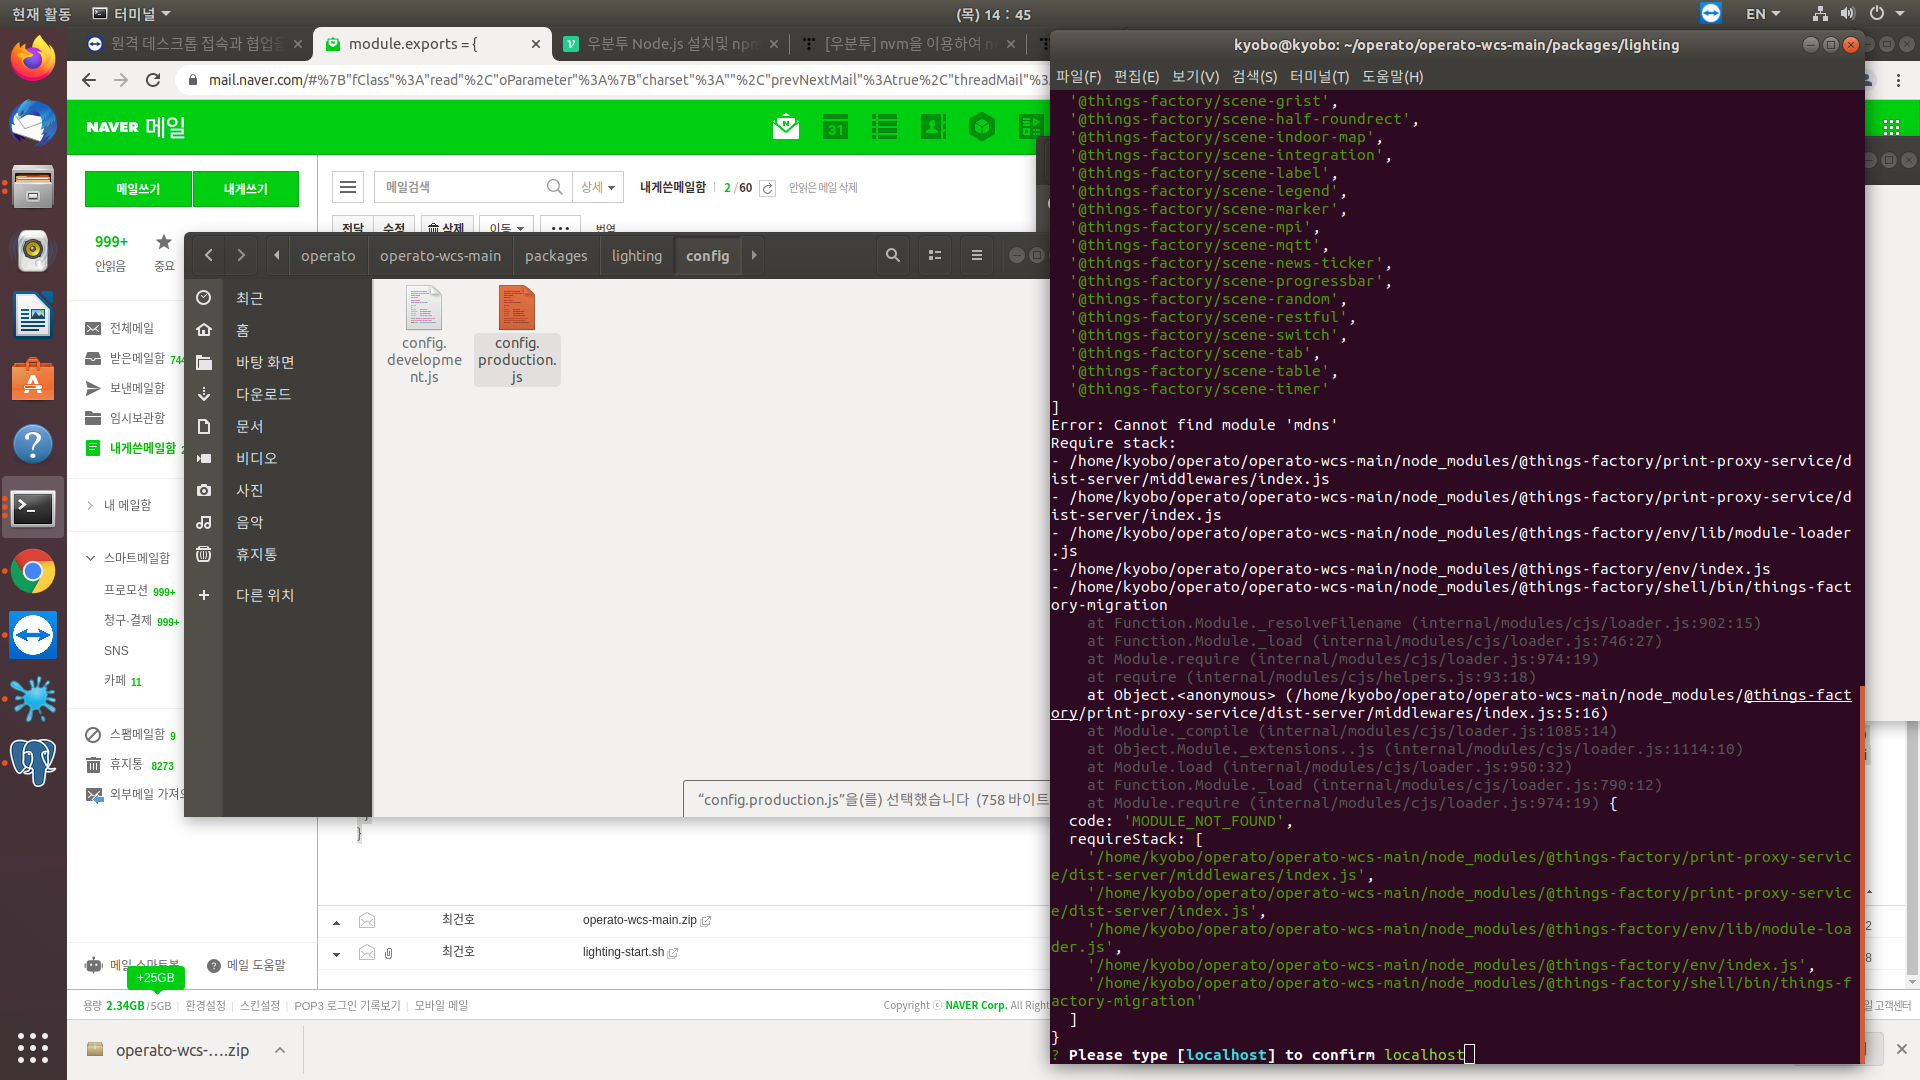 현재 활동
터미널
(목) 14：45
EN
원격 데스크톱 접속과 협업을
module.exports = {
우분투 Node.js 설치및 npm
[우분투] nvm을 이용하여 n
mail.naver.com/#%7B"fClass"%3A"read"%2C"oParameter"%3A%7B"charset"%3A""%2C"prevNextMail"%3Atrue%2C"threadMail"%3
NAVER 메일
31
메일쓰기
내게쓰기
메일검색
상세
내게쓴메일함
2 / 60
안읽은 메일 삭제
전달
수정
삭제
이동
번역
999+
안읽음
중요
전체메일
받은메일함
보낸메일함
임시보관함
내게쓴메일함
내 메일함
스마트메일함
프로모션 999+
청구·결제 999+
SNS
카페 11
스팸메일함 9
휴지통 8273
외부메일 가져오
메일 도움말
+25GB
용량 2.34GB/5GB
환경설정
스킨설정
POP3 로그인 기록보기
모바일 메일
Copyright ⓒ NAVER Corp. All Right
일 고객센터
}
최건호
operato-wcs-main.zip
최건호
lighting-start.sh
operato-wcs-....zip
operato
operato-wcs-main
packages
lighting
config
최근
홈
바탕 화면
다운로드
문서
비디오
사진
음악
휴지통
다른 위치
config.
developme
nt.js
config.
production.
js
“config.production.js”을(를) 선택했습니다 (758 바이트
kyobo@kyobo: ~/operato/operato-wcs-main/packages/lighting
파일(F) 편집(E) 보기(V) 검색(S) 터미널(T) 도움말(H)
'@things-factory/scene-grist',
'@things-factory/scene-half-roundrect',
'@things-factory/scene-indoor-map',
'@things-factory/scene-integration',
'@things-factory/scene-label',
'@things-factory/scene-legend',
'@things-factory/scene-marker',
'@things-factory/scene-mpi',
'@things-factory/scene-mqtt',
'@things-factory/scene-news-ticker',
'@things-factory/scene-progressbar',
'@things-factory/scene-random',
'@things-factory/scene-restful',
'@things-factory/scene-switch',
'@things-factory/scene-tab',
'@things-factory/scene-table',
'@things-factory/scene-timer'
]
Error: Cannot find module 'mdns'
Require stack:
- /home/kyobo/operato/operato-wcs-main/node_modules/@things-factory/print-proxy-service/d
ist-server/middlewares/index.js
- /home/kyobo/operato/operato-wcs-main/node_modules/@things-factory/print-proxy-service/d
ist-server/index.js
- /home/kyobo/operato/operato-wcs-main/node_modules/@things-factory/env/lib/module-loader
.js
- /home/kyobo/operato/operato-wcs-main/node_modules/@things-factory/env/index.js
- /home/kyobo/operato/operato-wcs-main/node_modules/@things-factory/shell/bin/things-fact
ory-migration
at Function.Module._resolveFilename (internal/modules/cjs/loader.js:902:15)
at Function.Module._load (internal/modules/cjs/loader.js:746:27)
at Module.require (internal/modules/cjs/loader.js:974:19)
at require (internal/modules/cjs/helpers.js:93:18)
at Object.<anonymous> (/home/kyobo/operato/operato-wcs-main/node_modules/@things-fact
ory/print-proxy-service/dist-server/middlewares/index.js:5:16)
at Module._compile (internal/modules/cjs/loader.js:1085:14)
at Object.Module._extensions..js (internal/modules/cjs/loader.js:1114:10)
at Module.load (internal/modules/cjs/loader.js:950:32)
at Function.Module._load (internal/modules/cjs/loader.js:790:12)
at Module.require (internal/modules/cjs/loader.js:974:19) {
code: 'MODULE_NOT_FOUND',
requireStack: [
'/home/kyobo/operato/operato-wcs-main/node_modules/@things-factory/print-proxy-servic
e/dist-server/middlewares/index.js',
'/home/kyobo/operato/operato-wcs-main/node_modules/@things-factory/print-proxy-servic
e/dist-server/index.js',
'/home/kyobo/operato/operato-wcs-main/node_modules/@things-factory/env/lib/module-loa
der.js',
'/home/kyobo/operato/operato-wcs-main/node_modules/@things-factory/env/index.js',
'/home/kyobo/operato/operato-wcs-main/node_modules/@things-factory/shell/bin/things-f
actory-migration'
]
}
? Please type [localhost] to confirm localhost